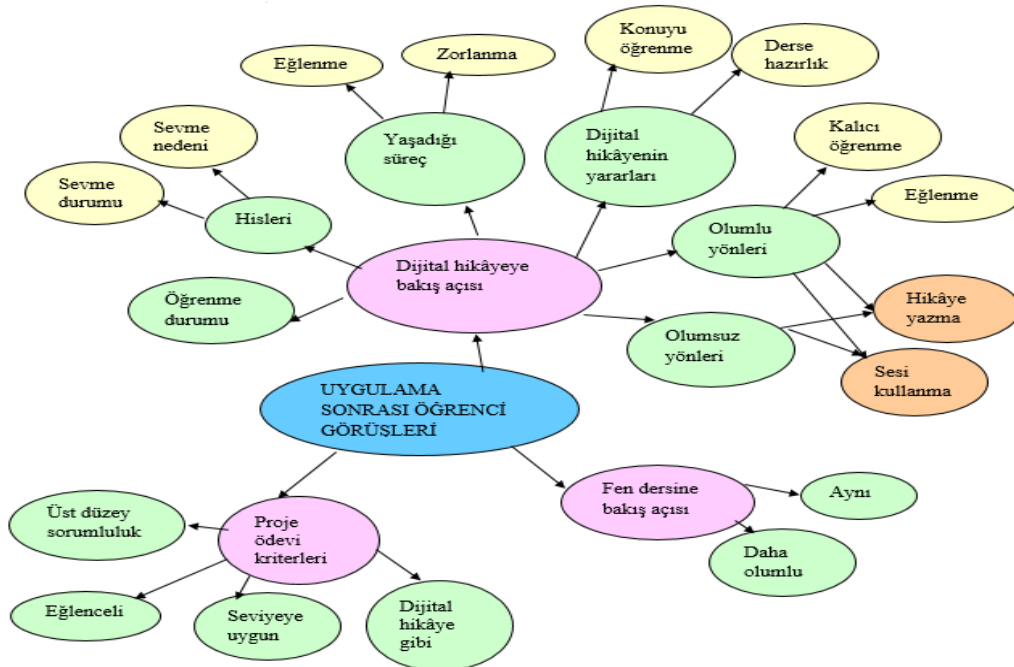 Eğlenme
Zorlanma
Konuyu
öğrenme
Derse
hazırlık
Sevme
nedeni
Yaşadığı
süreç
Dijital
hikâyenin
yararları
Kalıcı
öğrenme
Sevme
durumu
Hisleri
Eğlenme
Olumlu
yönleri
Dijital hikâyeye
bakış açısı
Öğrenme
durumu
Hikâye
yazma
Olumsuz
yönleri
Sesi
kullanma
UYGULAMA
SONRASI ÖĞRENCİ
GÖRÜŞLERİ
Fen dersine
bakış açısı
Aynı
Üst düzey
sorumluluk
Proje
ödevi
kriterleri
Daha
olumlu
Eğlenceli
Seviyeye
uygun
Dijital
hikâye
gibi